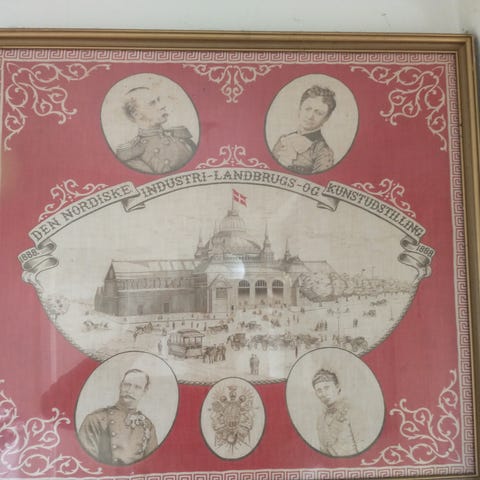 DEN NORDISKE INDUSTRI-LANDBRUGS-OG KUNSTUDSTILLING
1888. 1888